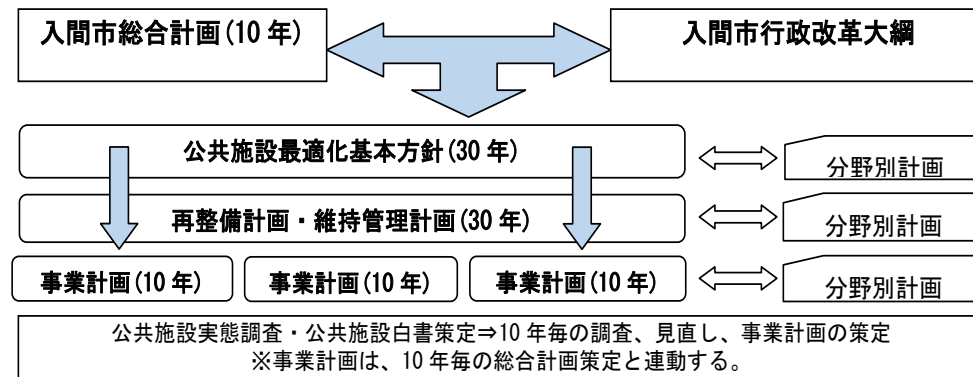 入間市総合計画(10 年)
入間市行政改革大綱
公共施設最適化基本方針(30 年)
分野別計画
再整備計画・維持管理計画(30 年)
分野別計画
事業計画(10 年)
事業計画(10 年)
事業計画(10 年)
分野別計画
公共施設実態調査・公共施設白書策定⇒10 年毎の調査、見直し、事業計画の策定
※事業計画は、10 年毎の総合計画策定と連動する。